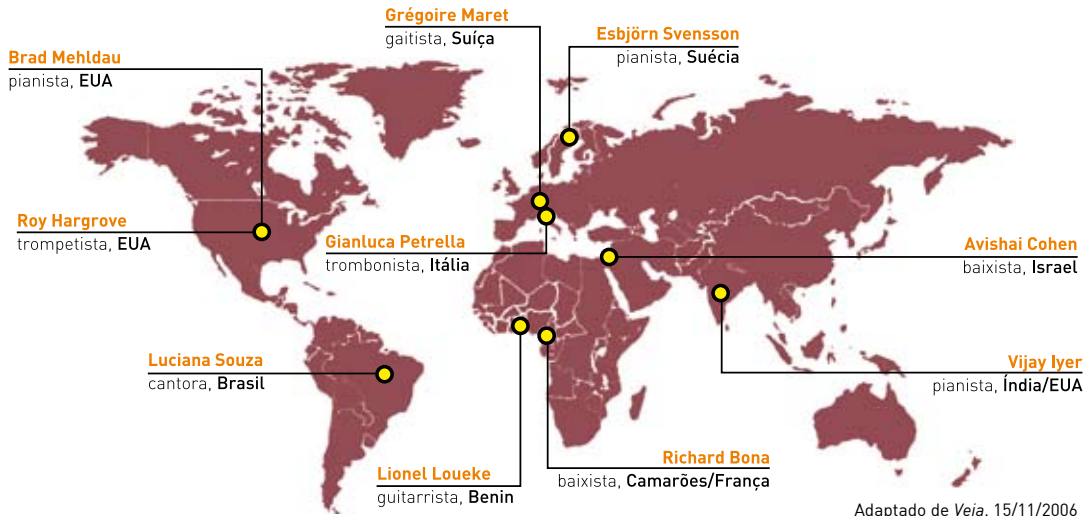 Grégoire Maret
gaitista, Suíça
Esbjörn Svensson
pianista, Suécia
Brad Mehldau
pianista, EUA
Roy Hargrove
trompetista, EUA
Gianluca Petrella
trombonista, Itália
Avishai Cohen
baixista, Israel
Luciana Souza
cantora, Brasil
Vijay Iyer
pianista, Índia/EUA
Lionel Loueke
guitarrista, Benin
Richard Bona
baixista, Camarões/França
Adaptado de Veja, 15/11/2006